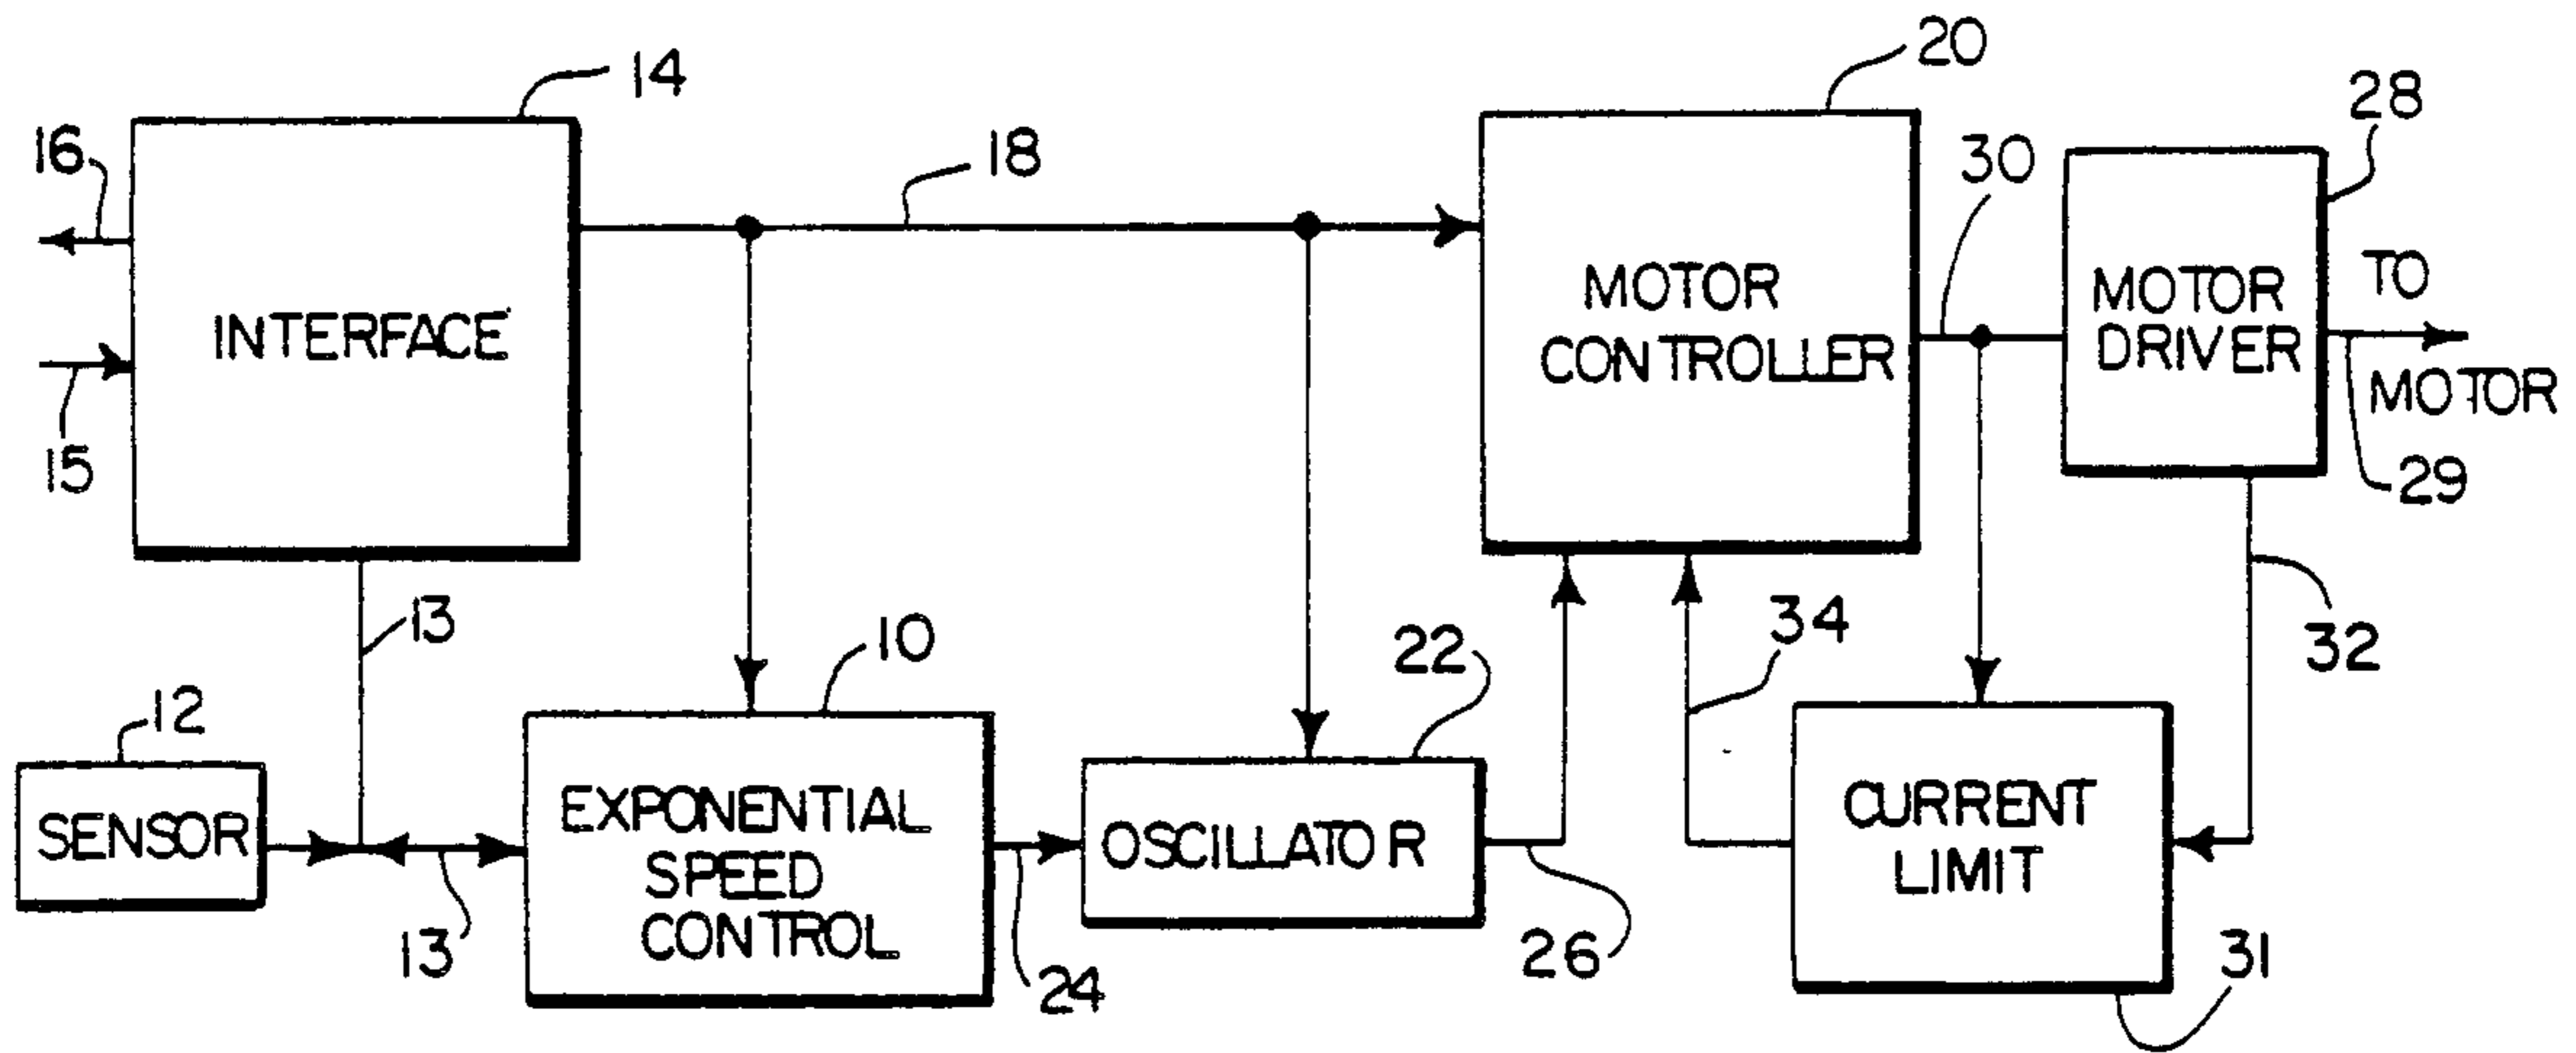 20
14
28
16
18
30
TO
MOTOR
CONTROLLER
MOTOR
DRIVER
INTERFACE
MOTOR
15
29
13
34
10
22
32
12
EXPONENTIAL
SPEED
CONTROL
CURRENT
LIMIT
SENSOR
OSCILLATOR
13
24
26
31